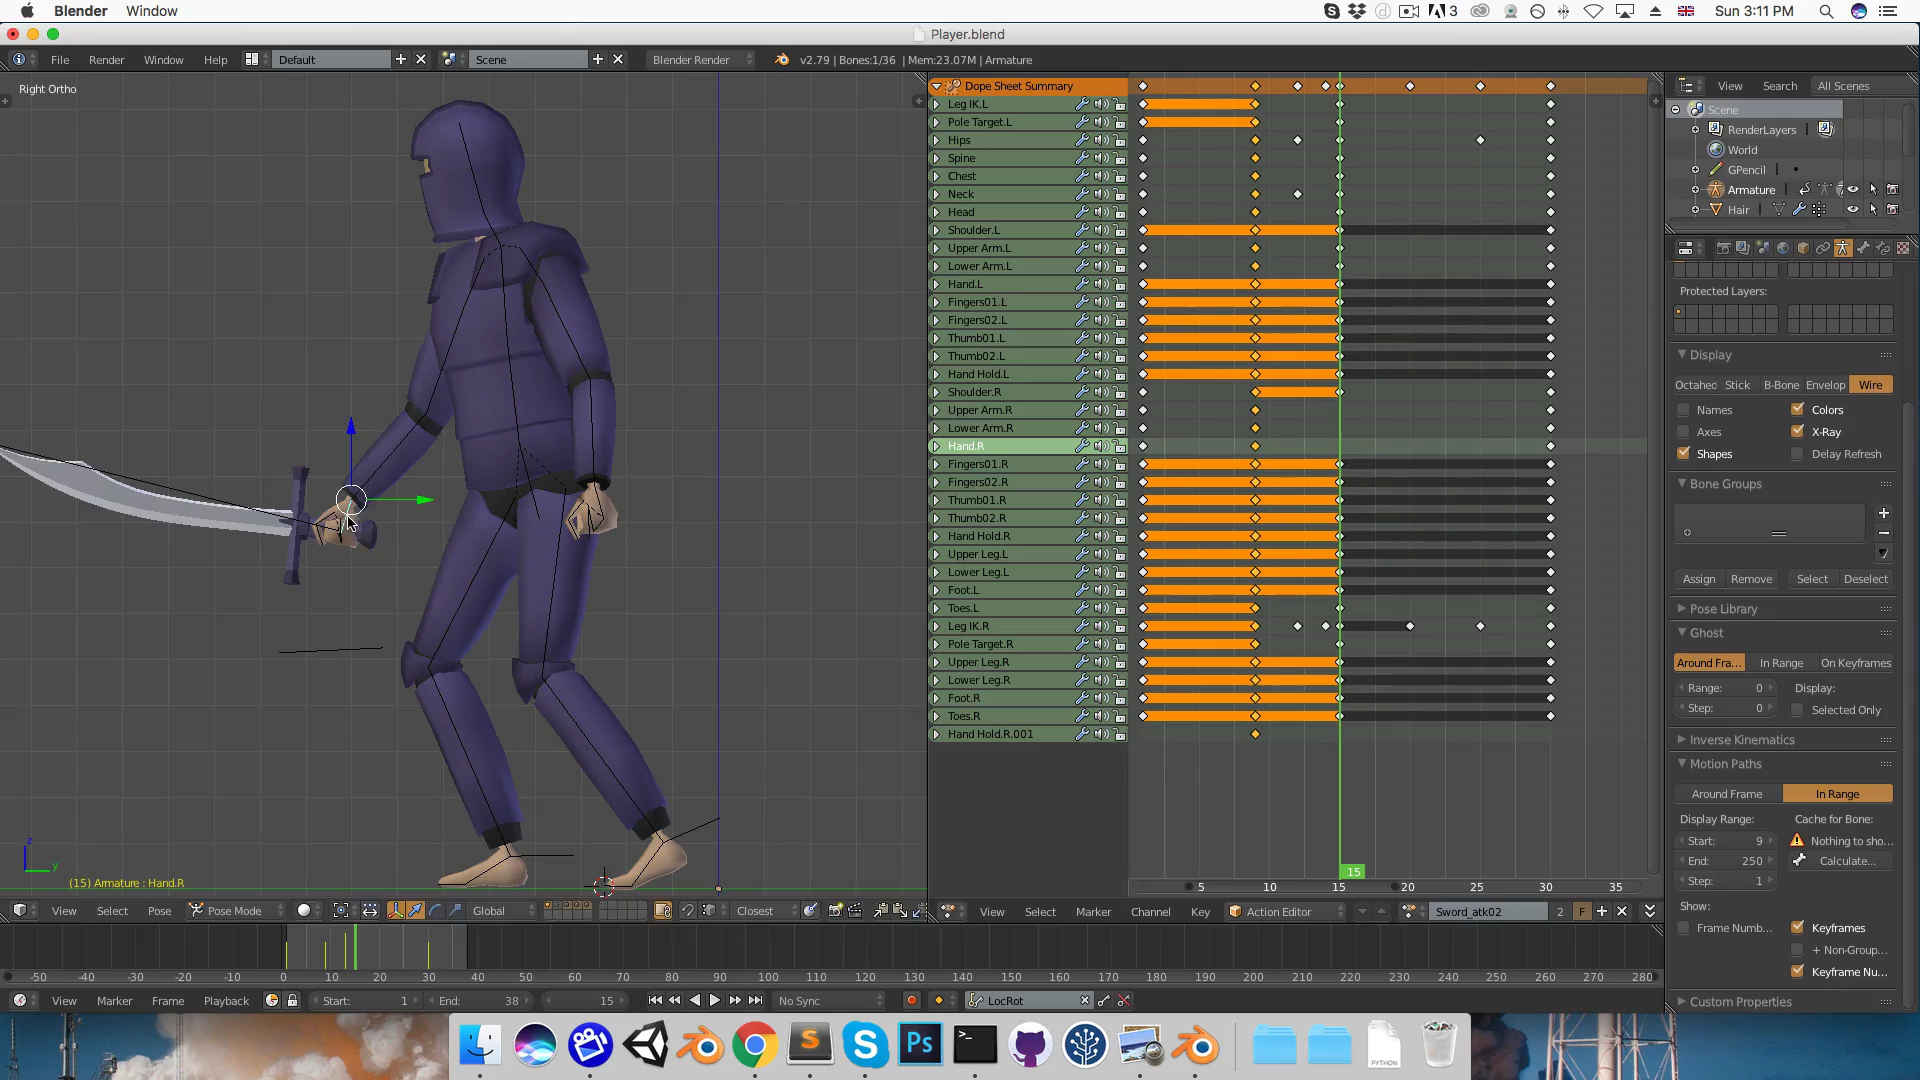 Blender Window
3 Sun 3:11 PM
Player.blend
File Render Window Help Default Scene Blender Render v2.79 | Bones:1/36 | Mem:23.07M | Armature
Right Ortho
Dope Sheet Summary
Leg IK.L
Pole Target.L
Hips
Spine
Chest
Neck
Head
Shoulder.L
Upper Arm.L
Lower Arm.L
Hand.L
Fingers01.L
Fingers02.L
Thumb01.L
Thumb02.L
Hand Hold.L
Shoulder.R
Upper Arm.R
Lower Arm.R
Hand.R
Fingers01.R
Fingers02.R
Thumb01.R
Thumb02.R
Hand Hold.R
Upper Leg.L
Lower Leg.L
Foot.L
Toes.L
Leg IK.R
Pole Target.R
Upper Leg.R
Lower Leg.R
Foot.R
Toes.R
Hand Hold.R.001
15
5 10 15 20 25 30 35
View Search All Scenes
Scene
RenderLayers
World
GPencil
Armature
Hair
Protected Layers:
Display
Octahed Stick B-Bone Envelop Wire
Names Colors
Axes X-Ray
Shapes Delay Refresh
Bone Groups
Assign Remove Select Deselect
Pose Library
Ghost
Around Fra... In Range On Keyframes
Range: 0 Display:
Step: 0 Selected Only
Inverse Kinematics
Motion Paths
Around Frame In Range
Display Range: Cache for Bone:
Start: 9 Nothing to sho...
End: 250 Calculate...
Step: 1
Show:
Frame Numb... Keyframes
+ Non-Group...
Keyframe Nu...
Custom Properties
z
y
(15) Armature : Hand.R
View Select Pose Pose Mode Global Closest
View Select Marker Channel Key Action Editor Sword_atk02 2 F
-50 -40 -30 -20 -10 0 10 20 30 40 50 60 70 80 90 100 110 120 130 140 150 160 170 180 190 200 210 220 230 240 250 260 270 280
View Marker Frame Playback Start: 1 End: 38 15 No Sync LocRot
S S Ps >_ PYTHON